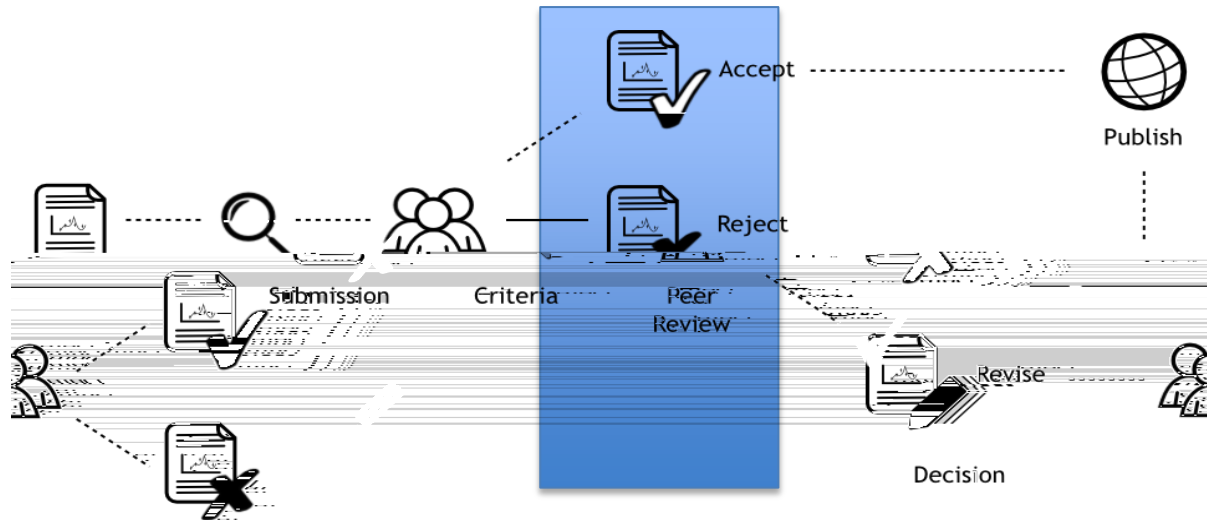 Accept
Publish
Reject
Submission
Criteria
Peer
Review
Revise
Decision